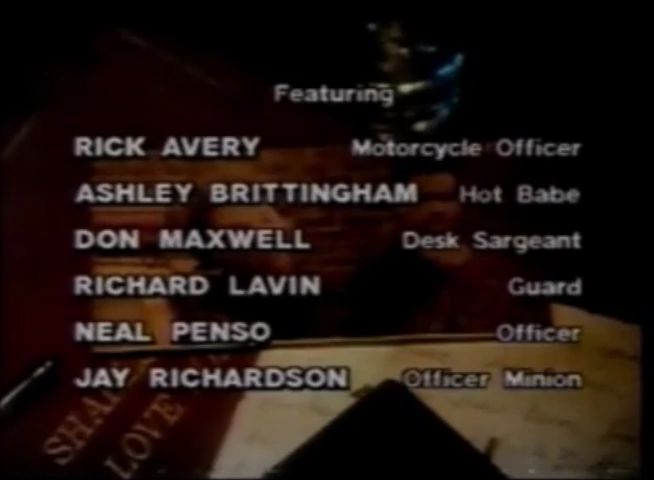 Featuring
RICK AVERY Motorcycle Officer
ASHLEY BRITTINGHAM Hot Babe
DON MAXWELL Desk Sargeant
RICHARD LAVIN Guard
NEAL PENSO Officer
JAY RICHARDSON Officer Minion
LOVE